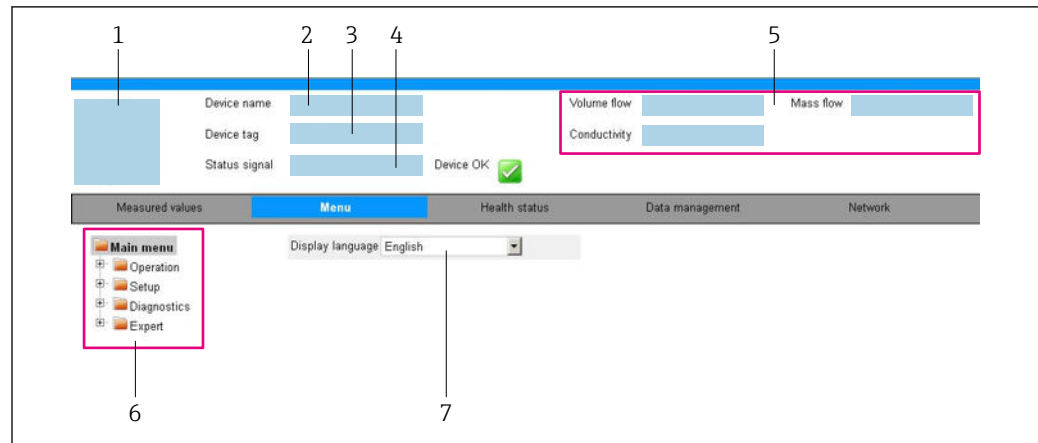 1 2 3 4 5
Device name
Volume flow
Mass flow
Device tag
Conductivity
Status signal
Device OK
Measured values Menu Health status Data management Network
Main menu
Display language English
Operation
Setup
Diagnostics
Expert
6 7